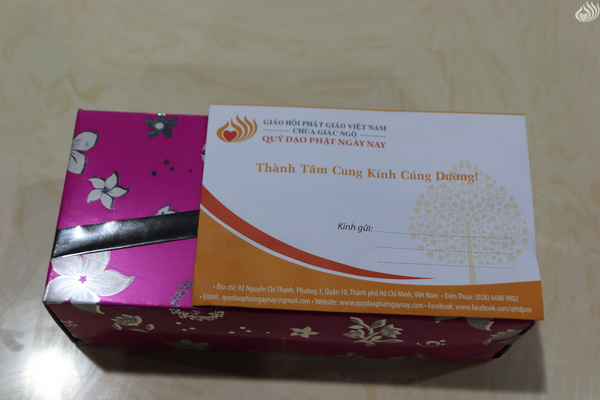 GIÁO HỘI PHẬT GIÁO VIỆT NAM
CHÙA GIÁC NGỘ
QUỸ ĐẠO PHẬT NGÀY NAY
Thành Tâm Cung Kính Cúng Dường!
Kính gửi:
• Địa chỉ: 92 Nguyễn Chí Thanh, Phường 3, Quận 10, Thành phố Hồ Chí Minh, Việt Nam • Điện Thoại: (028) 6680 9802
• Email: quydaophatngaynay@gmail.com • Website: www.quydaophatngaynay.com • Facebook: www.facebook.com/qttdpnn